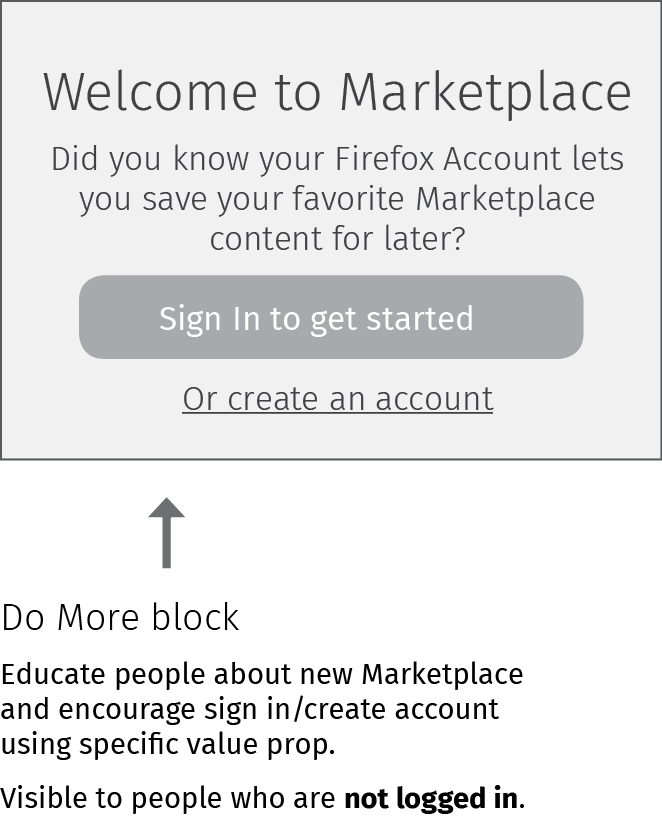 Welcome to Marketplace
Did you know your Firefox Account lets
you save your favorite Marketplace
content for later?
Sign In to get started
Or create an account
Do More block
Educate people about new Marketplace
and encourage sign in/create account
using specific value prop.
Visible to people who are not logged in.